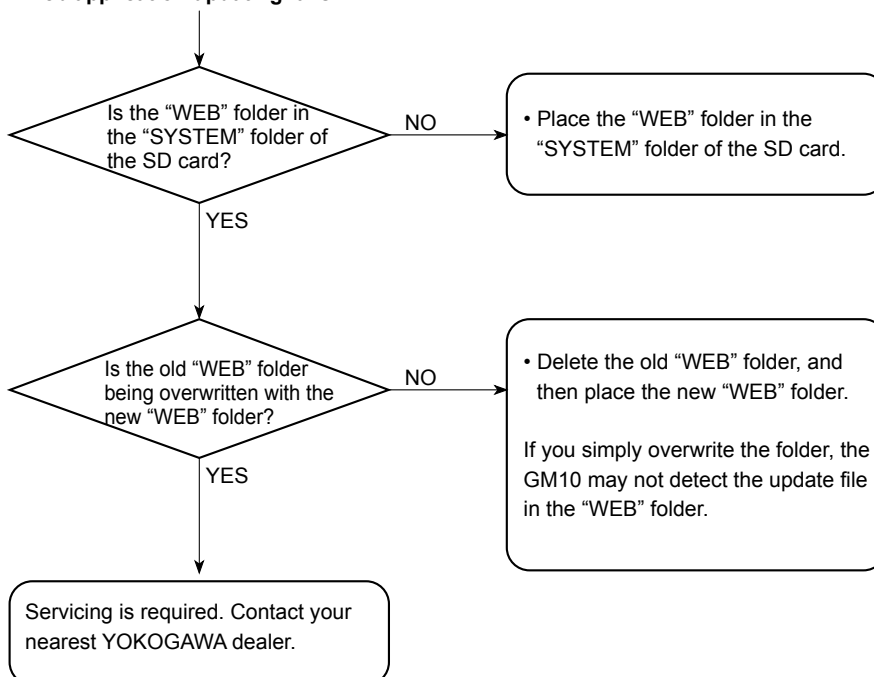 Is the “WEB” folder in
the “SYSTEM” folder of
the SD card?
NO
• Place the “WEB” folder in the
“SYSTEM” folder of the SD card.
YES
Is the old “WEB” folder
being overwritten with the
new “WEB” folder?
NO
• Delete the old “WEB” folder, and
then place the new “WEB” folder.
If you simply overwrite the folder, the
GM10 may not detect the update file
in the “WEB” folder.
YES
Servicing is required. Contact your
nearest YOKOGAWA dealer.